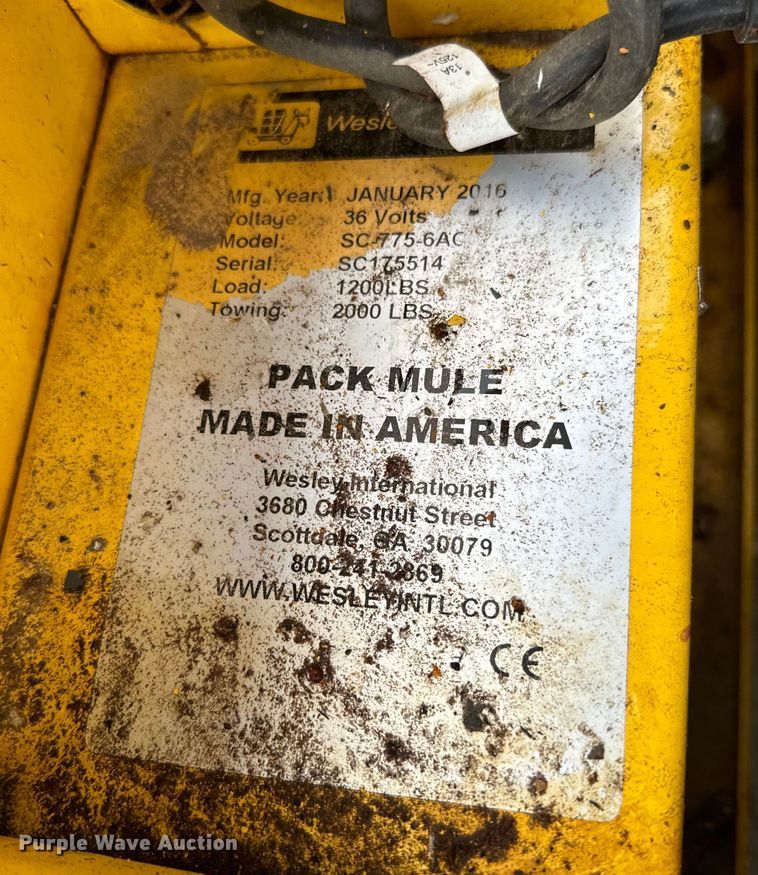 13A
125V~
Mfg. Year: JANUARY 2016
Voltage: 36 Volts
Model: SC-775-6AC
Serial: SC175514
Load: 1200LBS
Towing: 2000 LBS
PACK MULE
MADE IN AMERICA
Wesley International
3680 Chestnut Street
Scottdale, GA 30079
800-241-2869
WWW.WESLEYINTL.COM
CE
Purple Wave Auction